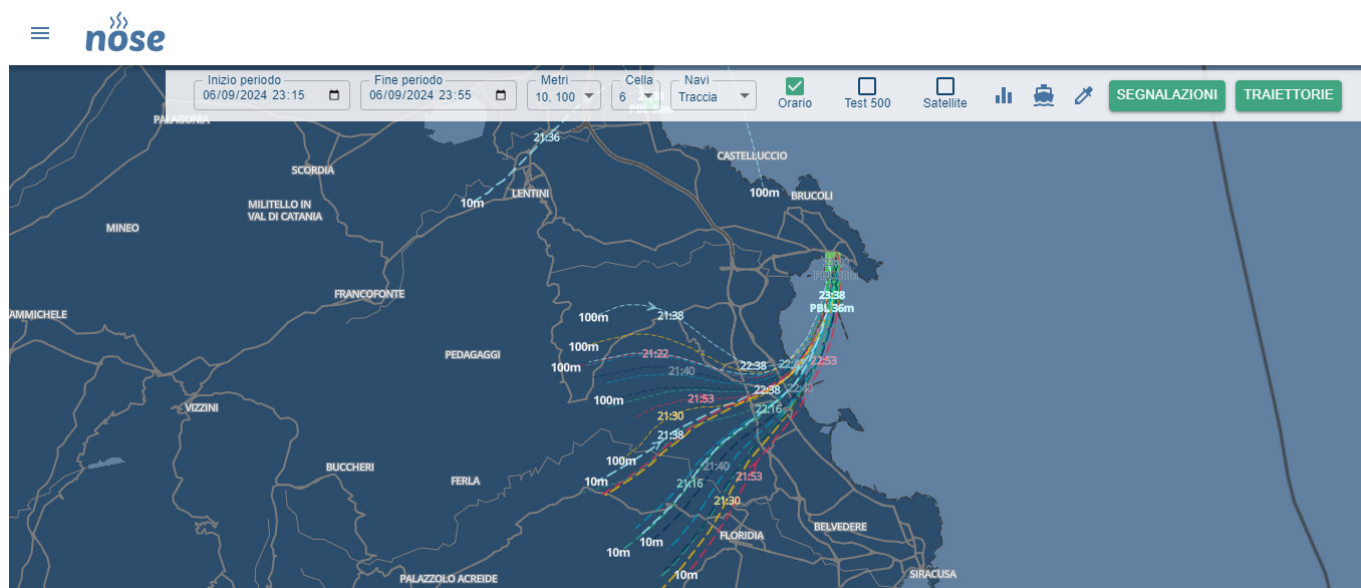 nose
Inizio periodo
06/09/2024 23:15
Fine periodo
06/09/2024 23:55
Metri
10, 100
Cella
6
Navi
Traccia
Orario
Test 500
Satellite
SEGNALAZIONI
TRAIETTORIE
PALAGONIA
21:36
CASTELLUCCIO
SCORDIA
LENTINI
100m
BRUCOLI
10m
MILITELLO IN
VAL DI CATANIA
MINEO
FRANCOFONTE
23:38
PBL 36m
AMMICHELE
100m
21:38
100m
PEDAGAGGI
21:22
22:53
100m
22:38
21:40
22:38
100m
21:53
VIZZINI
22:16
21:30
21:38
100m
BUCCHERI
21:40
FERLA
10m
21:16
21:53
21:30
BELVEDERE
FLORIDIA
10m
10m
10m
SIRACUSA
PALAZZOLO ACREIDE